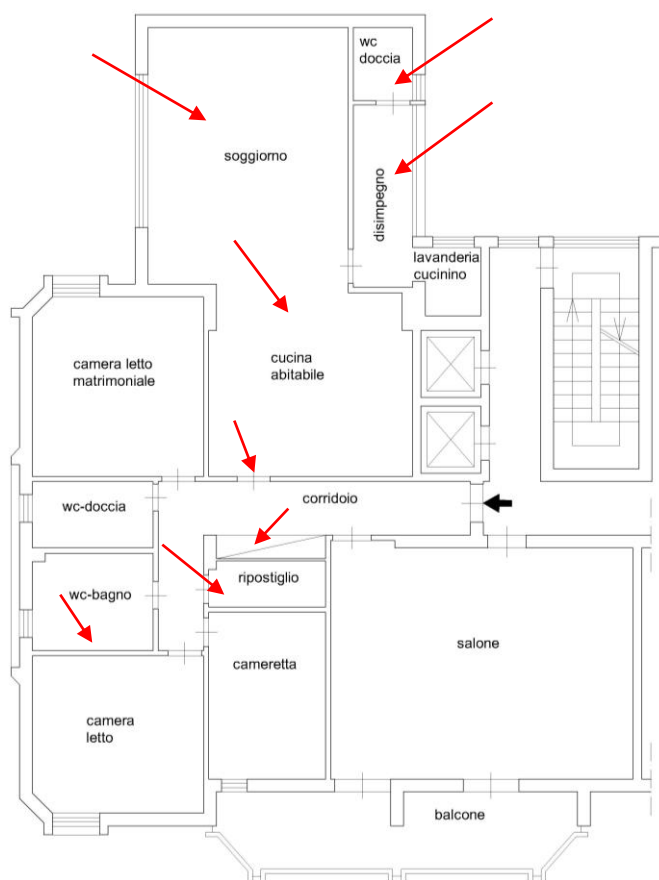 wc
doccia
soggiorno
disimpegno
lavanderia
cucinino
camera letto
matrimoniale
cucina
abitabile
wc-doccia
corridoio
wc-bagno
ripostiglio
cameretta
salone
camera
letto
balcone